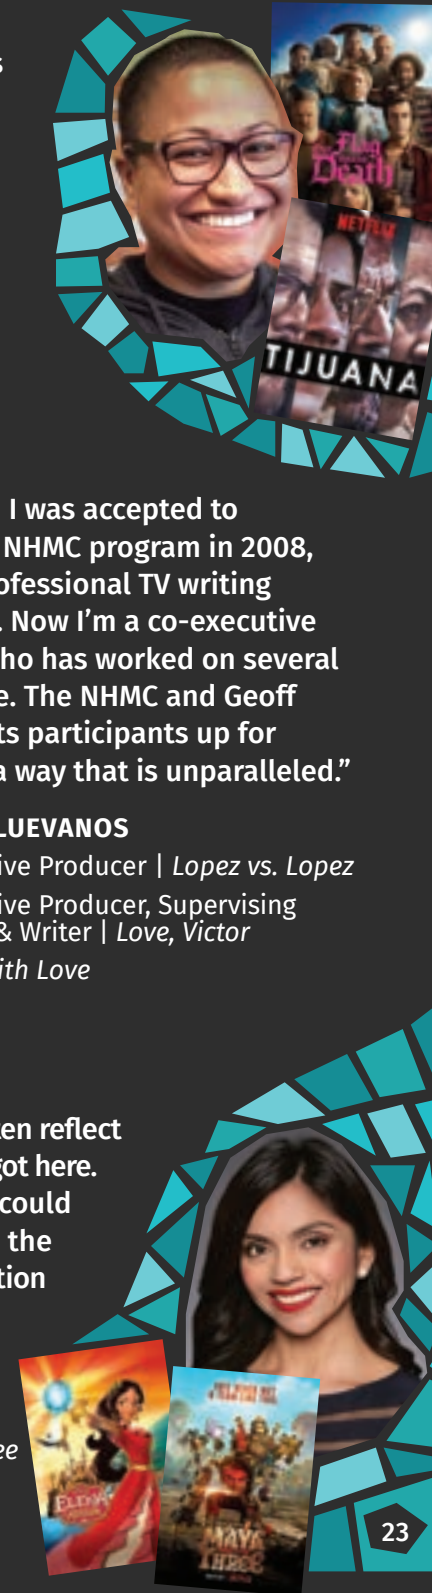 s
Flag
Death
NETFLIX
TIJUANA
I was accepted to
NHMC program in 2008,
ofessional TV writing
. Now I’m a co-executive
ho has worked on several
e. The NHMC and Geoff
ts participants up for
a way that is unparalleled.”
LUEVANOS
ive Producer | Lopez vs. Lopez
ive Producer, Supervising
& Writer | Love, Victor
ith Love
en reflect
got here.
could
the
tion
ee
ELENA
MAYA
THREE
23